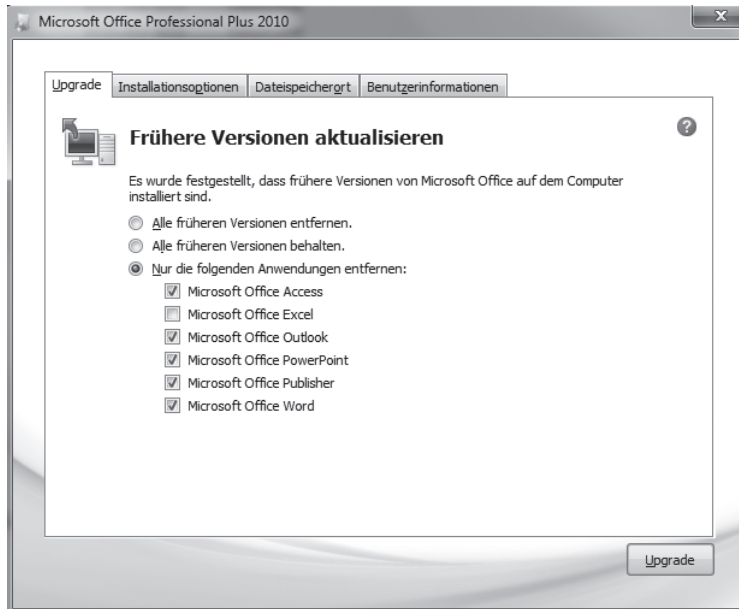 Microsoft Office Professional Plus 2010
Upgrade
Installationsoptionen
Dateispeicherort
Benutzerinformationen
Frühere Versionen aktualisieren
Es wurde festgestellt, dass frühere Versionen von Microsoft Office auf dem Computer
installiert sind.
Alle früheren Versionen entfernen.
Alle früheren Versionen behalten.
Nur die folgenden Anwendungen entfernen:
Microsoft Office Access
Microsoft Office Excel
Microsoft Office Outlook
Microsoft Office PowerPoint
Microsoft Office Publisher
Microsoft Office Word
Upgrade